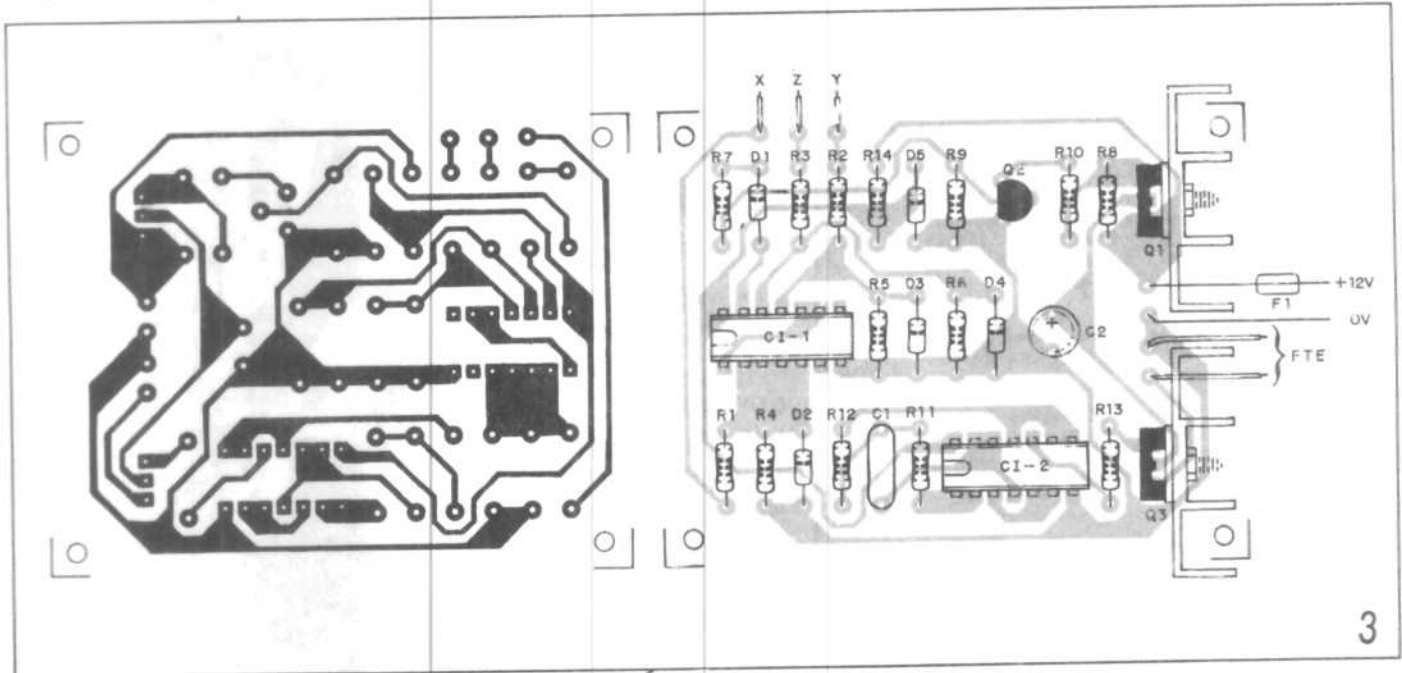 X Z Y
R7 D1 R3 R2 R14 D5 R9 Q2 R10 R8
Q1
+12V
F1
0V
R5 D3 R6 D4
CI-1
C2
FTE
R1 R4 D2 R12 C1 R11 R13
CI-2
Q3
3